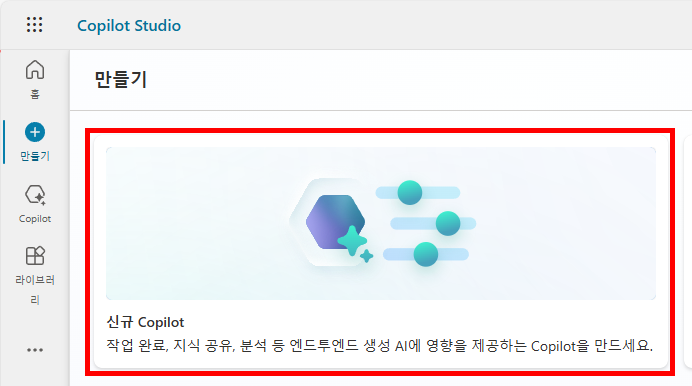 Copilot Studio
홈
만들기
Copilot
라이브러
리
만들기
신규 Copilot
작업 완료, 지식 공유, 분석 등 엔드투엔드 생성 AI에 영향을 제공하는 Copilot을 만드세요.